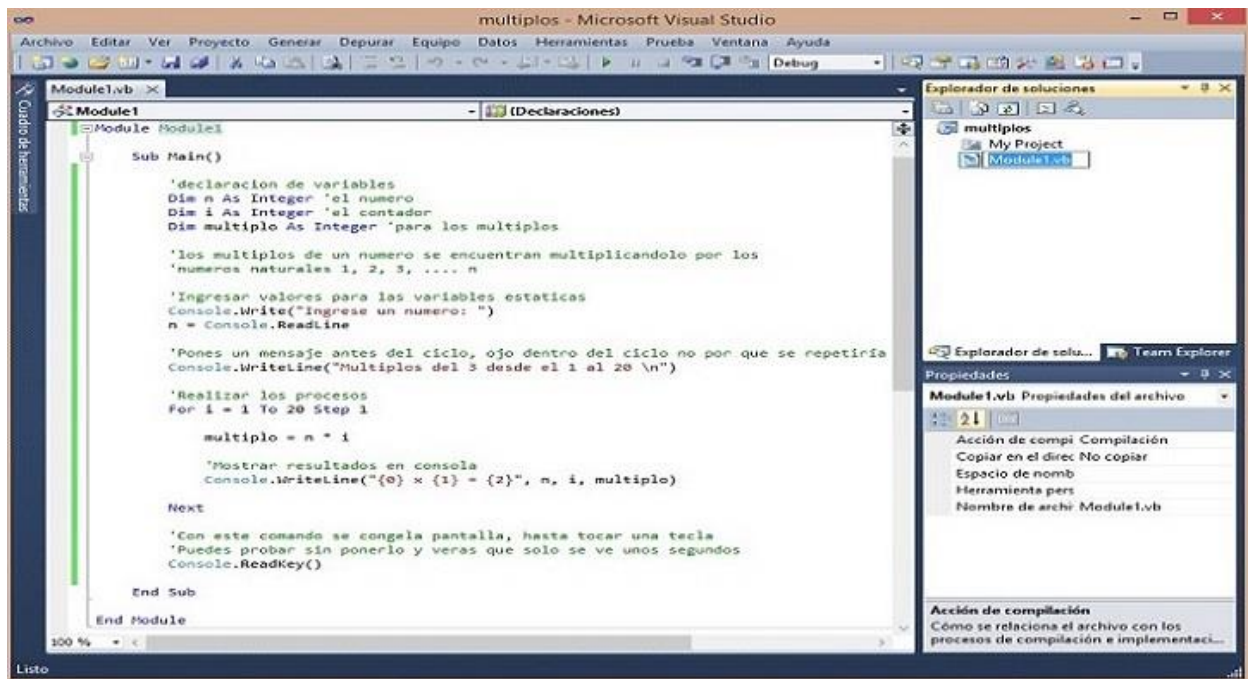 multiplos - Microsoft Visual Studio
Archivo Editar Ver Proyecto Generar Depurar Equipo Datos Herramientas Prueba Ventana Ayuda
Debug
Cuadro de herramientas
Module1.vb
Module1
(Declaraciones)
Module Module1
Sub Main()
'declaracion de variables
Dim n As Integer 'el numero
Dim i As Integer 'el contador
Dim multiplo As Integer 'para los multiplos
'los multiplos de un numero se encuentran multiplicandolo por los
'numeros naturales 1, 2, 3, .... n
'Ingresar valores para las variables estaticas
Console.Write("Ingrese un numero: ")
n = Console.ReadLine
'Pones un mensaje antes del ciclo, ojo dentro del ciclo no por que se repetiría
Console.WriteLine("Multiplos del 3 desde el 1 al 20 \n")
'Realizar los procesos
For i = 1 To 20 Step 1
multiplo = n * i
'Mostrar resultados en consola
Console.WriteLine("{0} x {1} = {2}", n, i, multiplo)
Next
'Con este comando se congela pantalla, hasta tocar una tecla
'Puedes probar sin ponerlo y veras que solo se ve unos segundos
Console.ReadKey()
End Sub
End Module
100 %
Listo
Explorador de soluciones
multiplos
My Project
Module1.vb
Explorador de solu... Team Explorer
Propiedades
Module1.vb Propiedades del archivo
Acción de compi Compilación
Copiar en el direc No copiar
Espacio de nomb
Herramienta pers
Nombre de archi Module1.vb
Acción de compilación
Cómo se relaciona el archivo con los
procesos de compilación e implementaci...